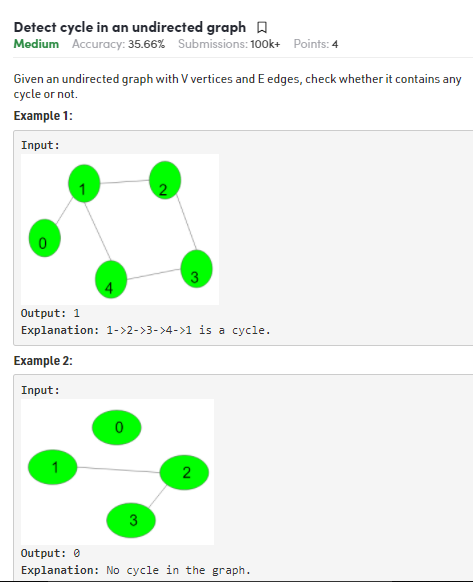 Detect cycle in an undirected graph
Medium Accuracy: 35.66% Submissions: 100k+ Points: 4
Given an undirected graph with V vertices and E edges, check whether it contains any
cycle or not.
Example 1:
Input:
1 2
0
3
4
Output: 1
Explanation: 1->2->3->4->1 is a cycle.
Example 2:
Input:
0
1
2
3
Output: 0
Explanation: No cycle in the graph.